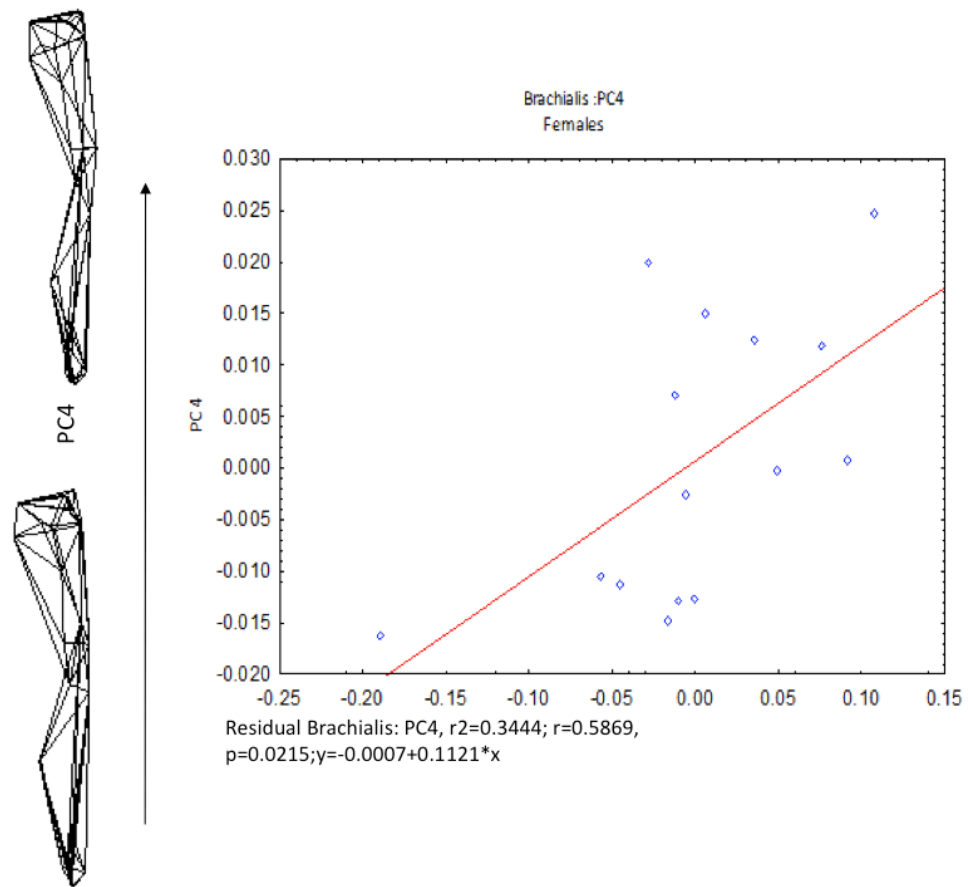 Brachialis :PC4
Females
0.030
0.025
0.020
0.015
0.010
0.005
0.000
-0.005
-0.010
-0.015
-0.020
PC 4
-0.25 -0.20 -0.15 -0.10 -0.05 0.00 0.05 0.10 0.15
Residual Brachialis: PC4, r2=0.3444; r=0.5869,
p=0.0215;y=-0.0007+0.1121*x
PC4